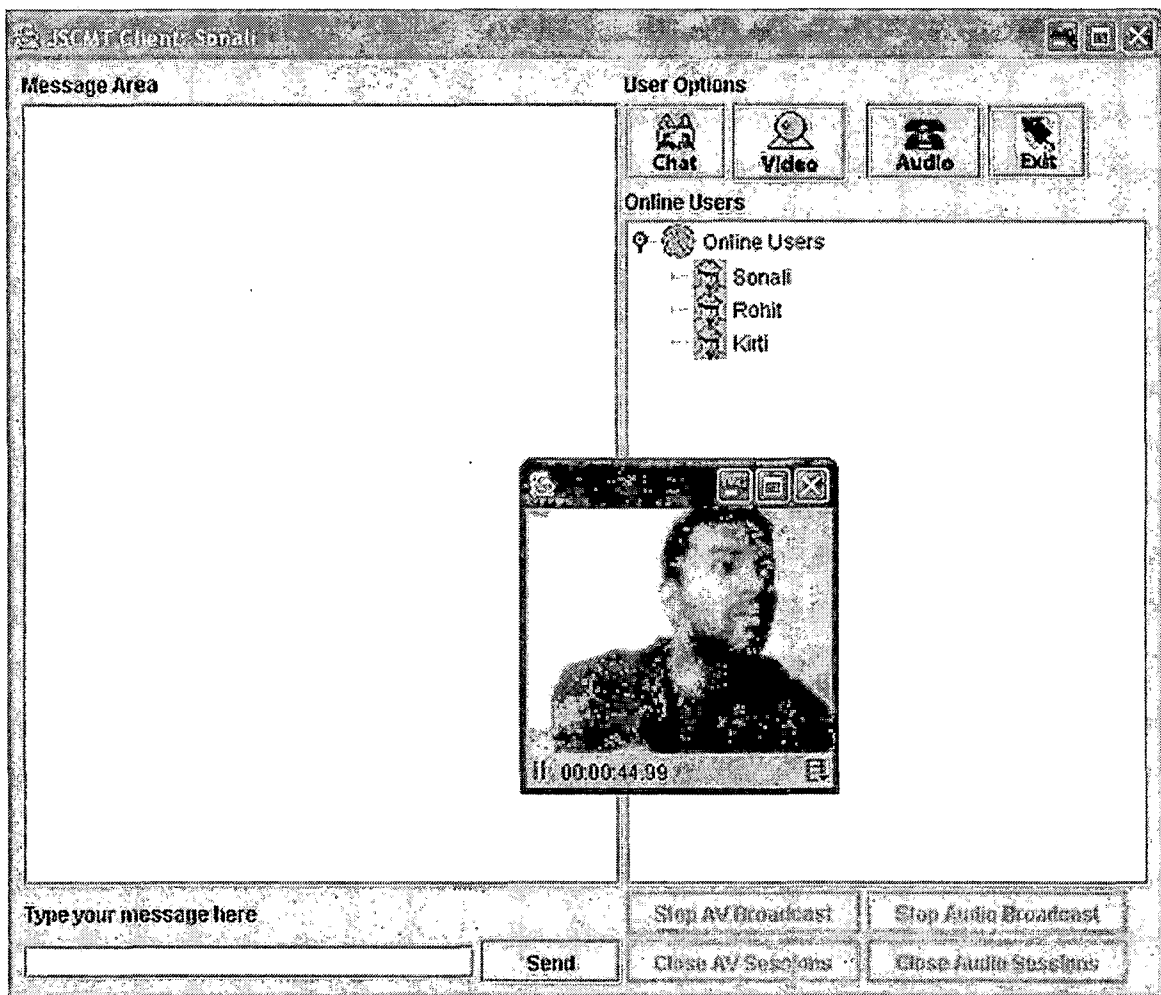 JSCMT Client: Sonali
Message Area
User Options
Chat
Video
Audio
Exit
Online Users
Online Users
Sonali
Rohit
Kirti
00:00:44.99
Type your message here
Send
Stop AV Broadcast
Stop Audio Broadcast
Close AV Sessions
Close Audio Sessions